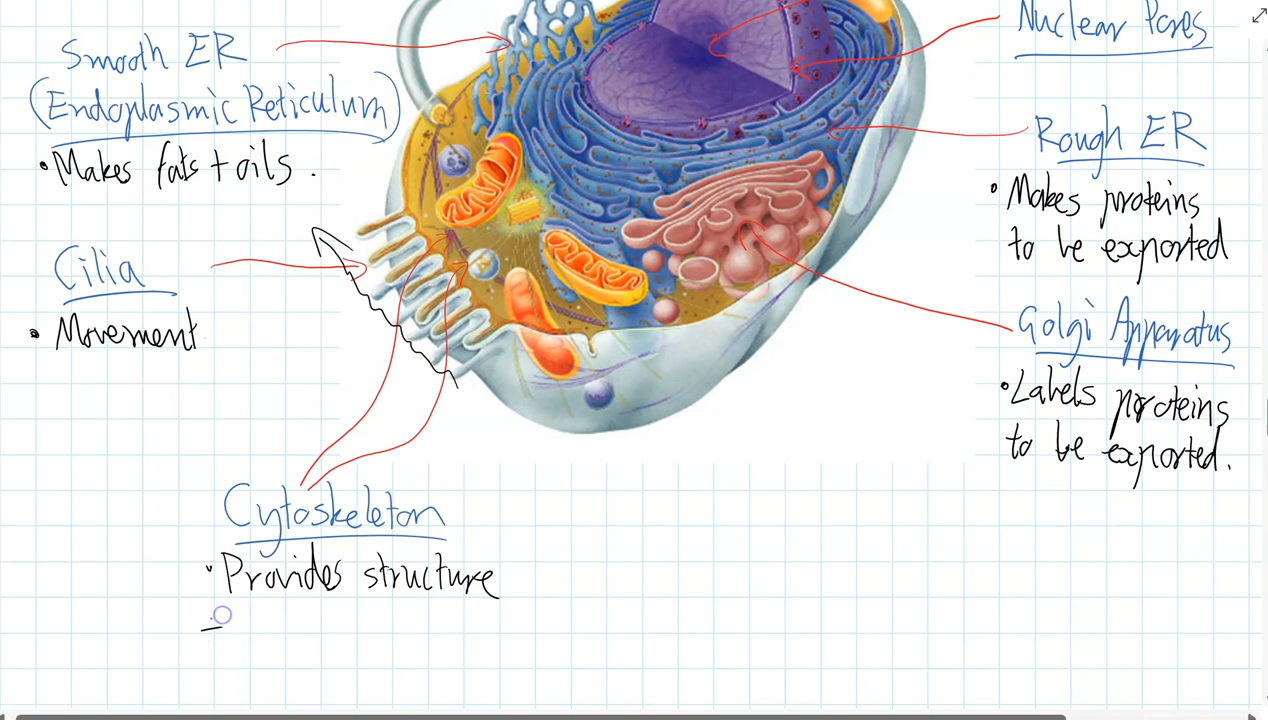 Smooth ER
(Endoplasmic Reticulum)
• Makes fats + oils.
Cilia
• Movement
Cytoskeleton
• Provides structure
Nuclear Pores
Rough ER
• Makes proteins
to be exported
Golgi Apparatus
• Labels proteins
to be exported.